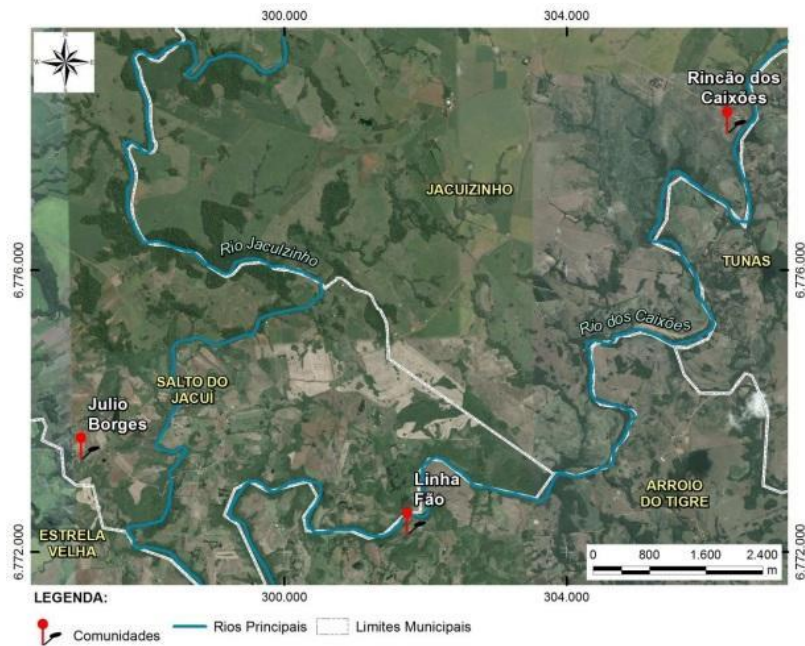 300.000
304.000
Rincão dos
Caixões
JACUIZINHO
Rio Jacuízinho
6.776.000
6.776.000
TUNAS
Rio dos Caixões
SALTO DO
JACUÍ
Julio
Borges
Linha
Fão
ARROIO
DO TIGRE
ESTRELA
VELHA
6.772.000
6.772.000
0 800 1.600 2.400
m
300.000
304.000
LEGENDA:
Comunidades
Rios Principais
Limites Municipais